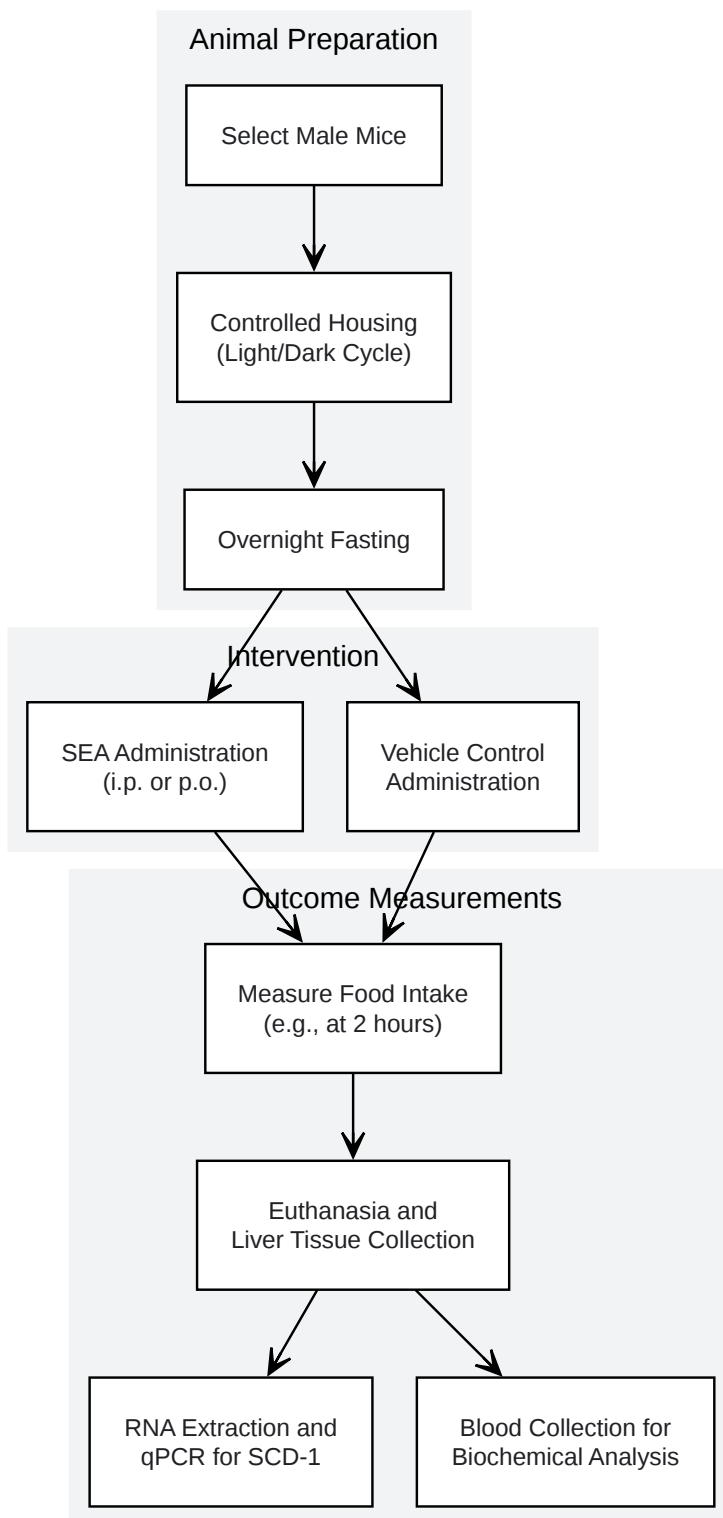 Animal Preparation
Select Male Mice
Controlled Housing
(Light/Dark Cycle)
Overnight Fasting
Intervention
SEA Administration
(i.p. or p.o.)
Vehicle Control
Administration
Outcome Measurements
Measure Food Intake
(e.g., at 2 hours)
Euthanasia and
Liver Tissue Collection
RNA Extraction and
qPCR for SCD-1
Blood Collection for
Biochemical Analysis